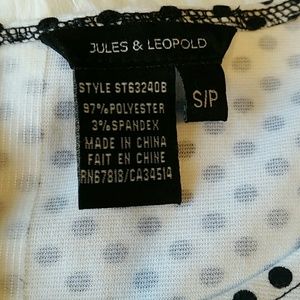 JULES & LEOPOLD
S/P
STYLE ST63240B
97%POLYESTER
3%SPANDEX
MADE IN CHINA
FAIT EN CHINE
RN67818/CA34514